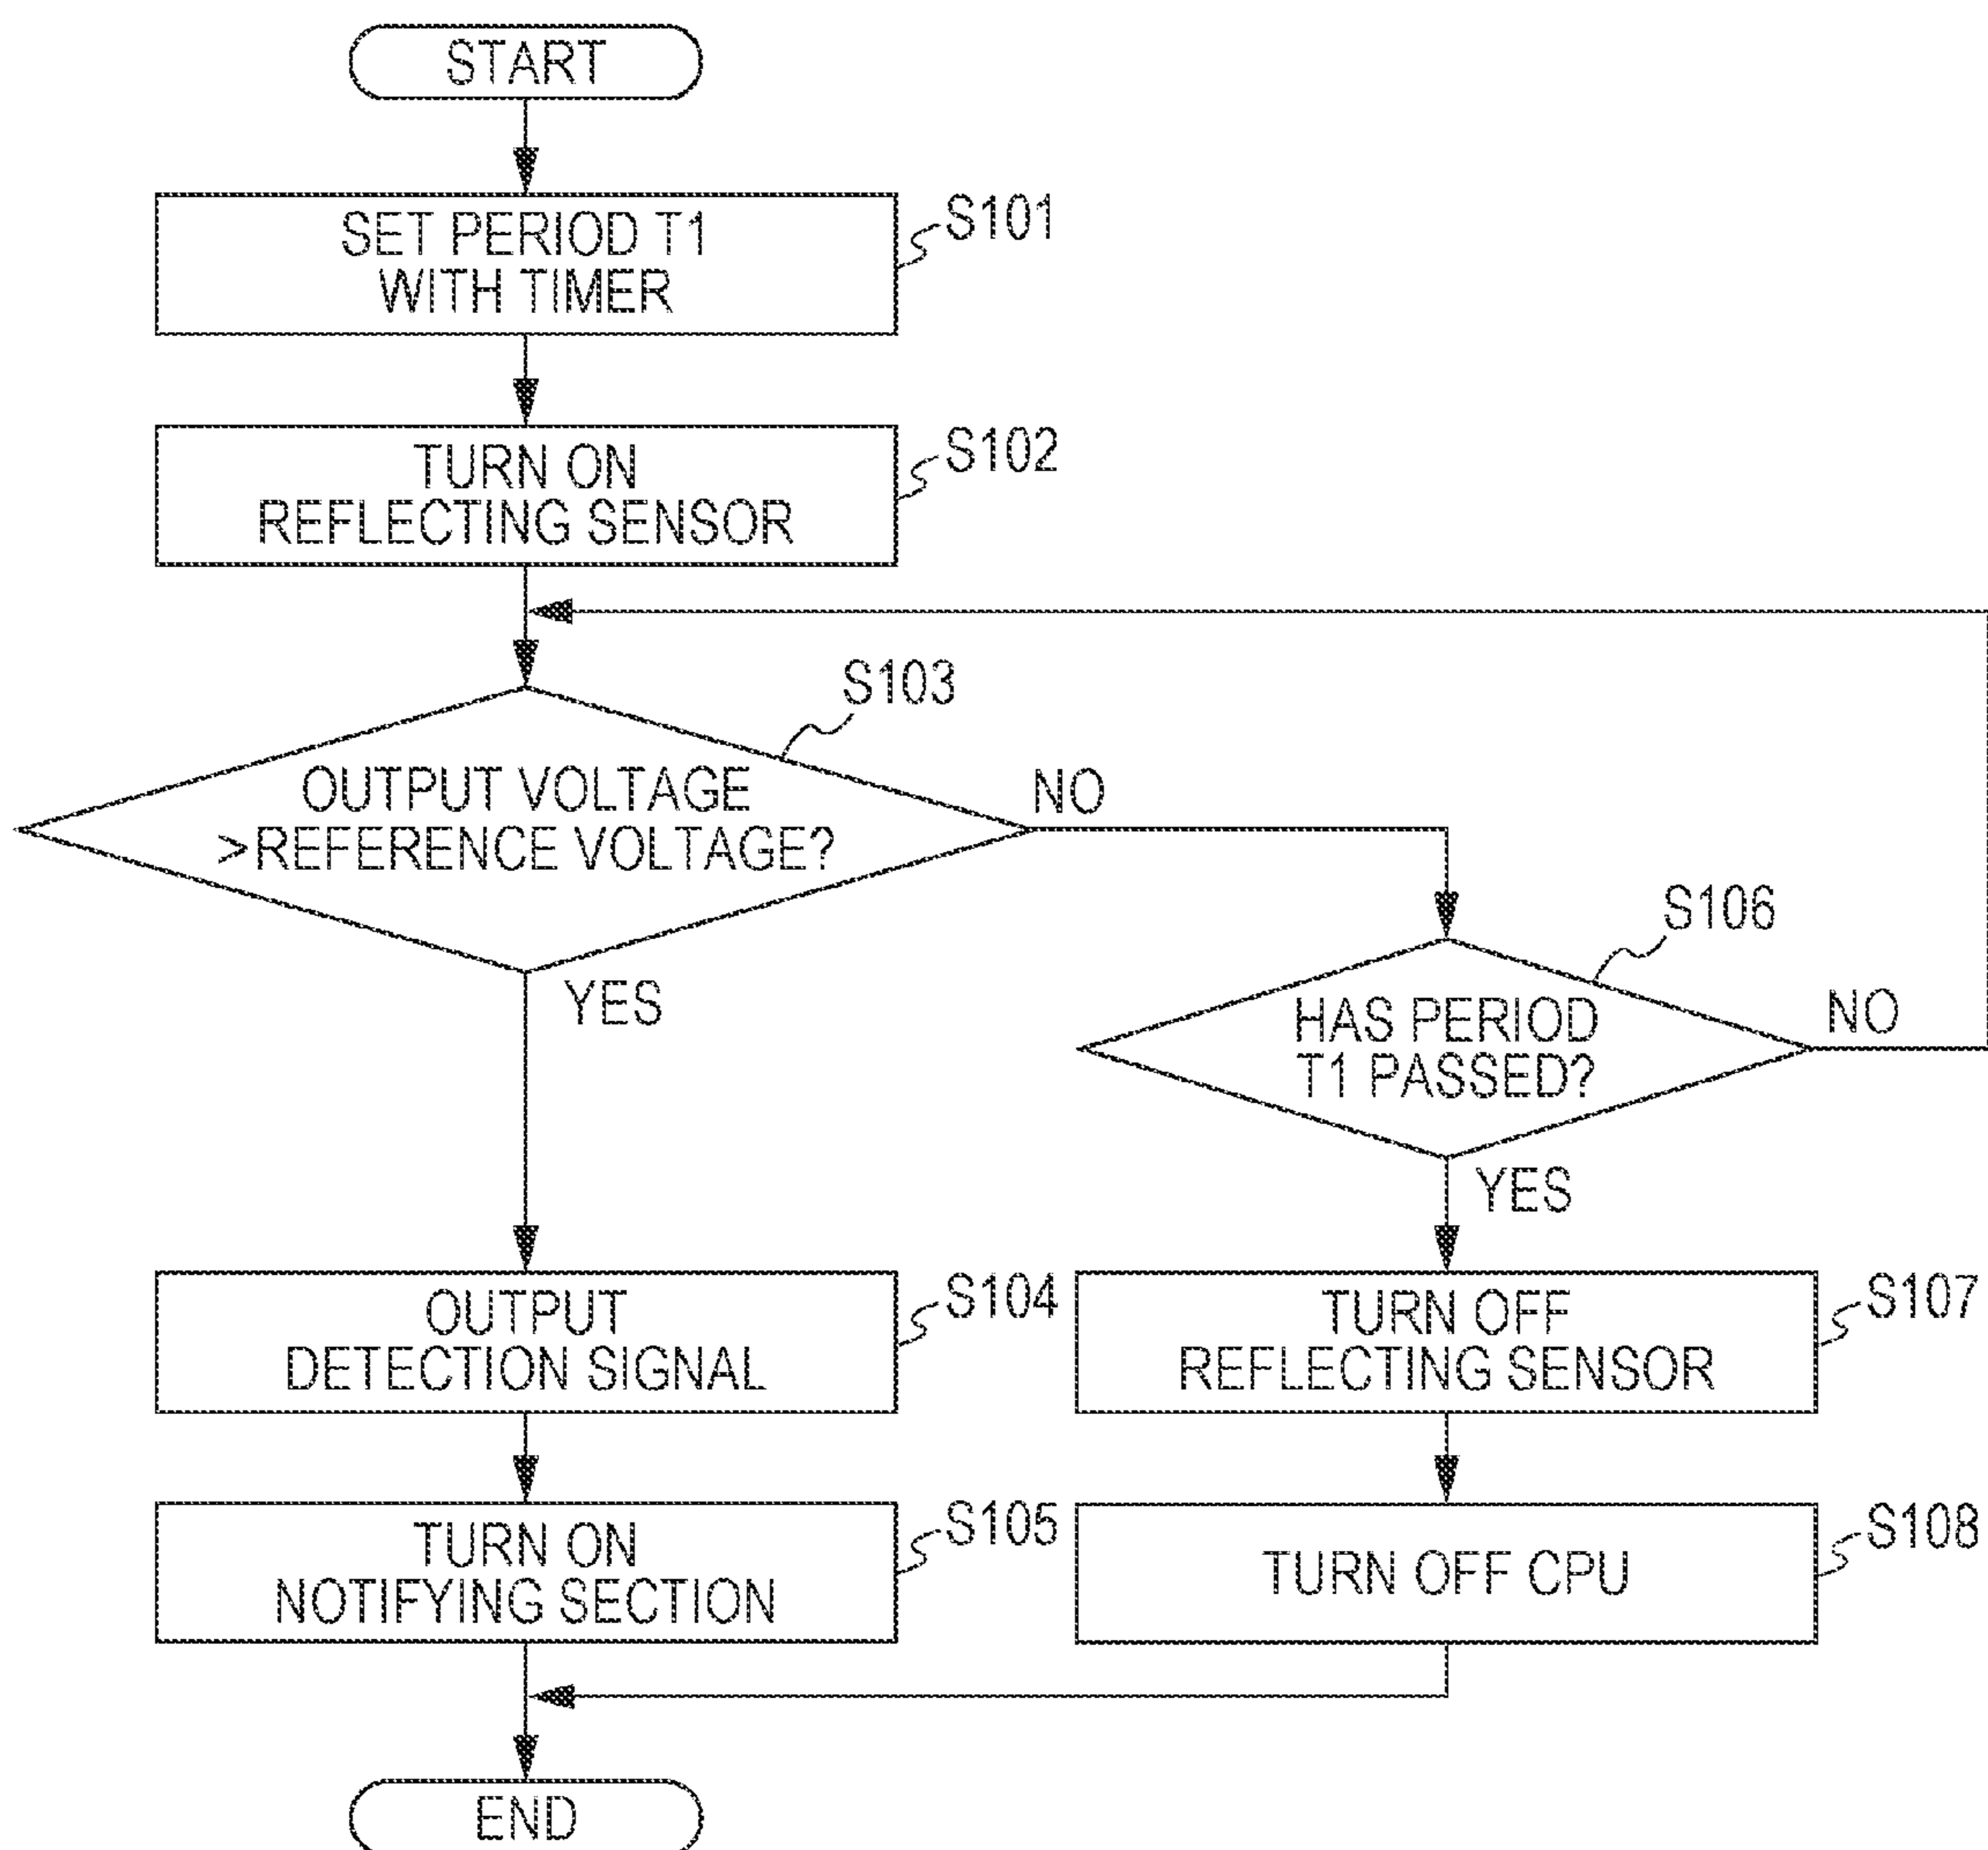 START
SET PERIOD T1
WITH TIMER
S101
TURN ON
REFLECTING SENSOR
S102
OUTPUT VOLTAGE
>REFERENCE VOLTAGE?
S103
NO
YES
HAS PERIOD
T1 PASSED?
S106
NO
YES
OUTPUT
DETECTION SIGNAL
S104
TURN OFF
REFLECTING SENSOR
S107
TURN ON
NOTIFYING SECTION
S105
TURN OFF CPU
S108
END